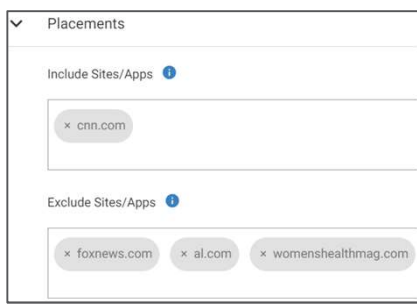 Placements
Include Sites/Apps
× cnn.com
Exclude Sites/Apps
× foxnews.com × al.com × womenshealthmag.com